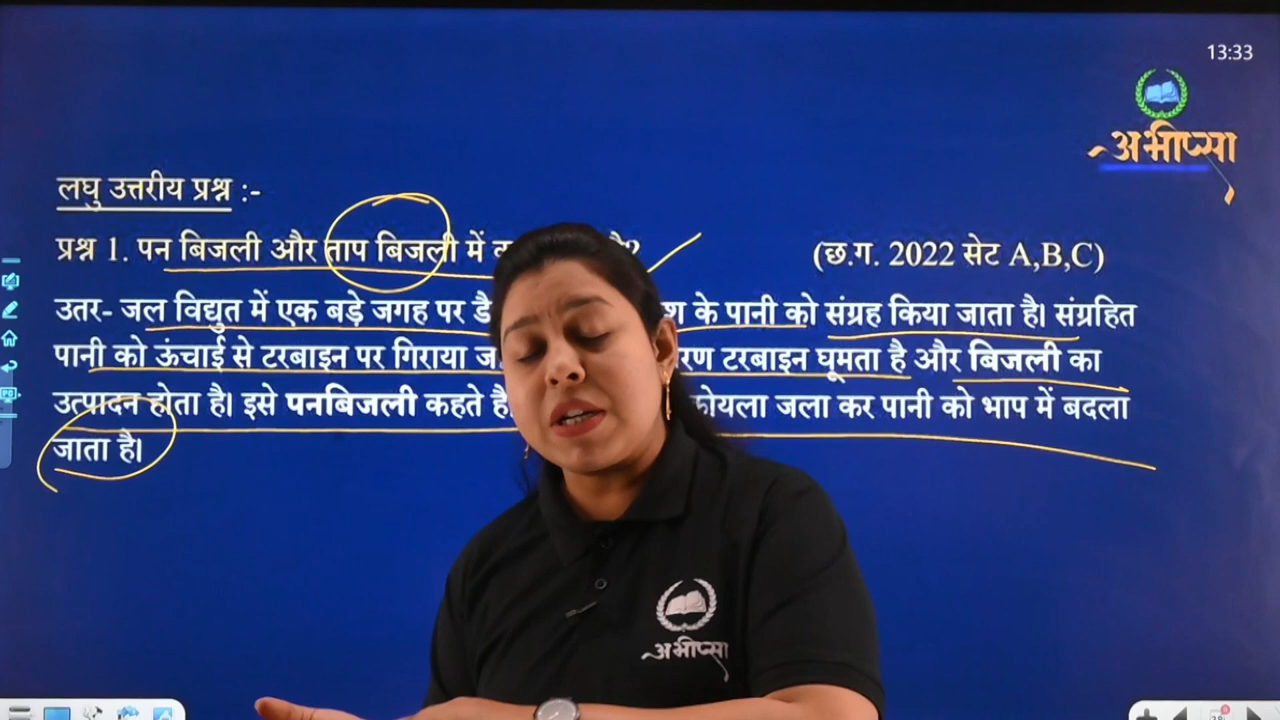 13:33
अभीप्सा
लघु उत्तरीय प्रश्न :-
प्रश्न 1. पन बिजली और ताप बिजली में है? (छ.ग. 2022 सेट A,B,C)
उतर- जल विद्युत में एक बड़े जगह पर के पानी को संग्रह किया जाता है। संग्रहित
पानी को ऊंचाई से टरबाइन पर गिराया टरबाइन घूमता है और बिजली का
उत्पादन होता है। इसे पनबिजली कहते कोयला जला कर पानी को भाप में बदला
जाता है।
अभीप्सा